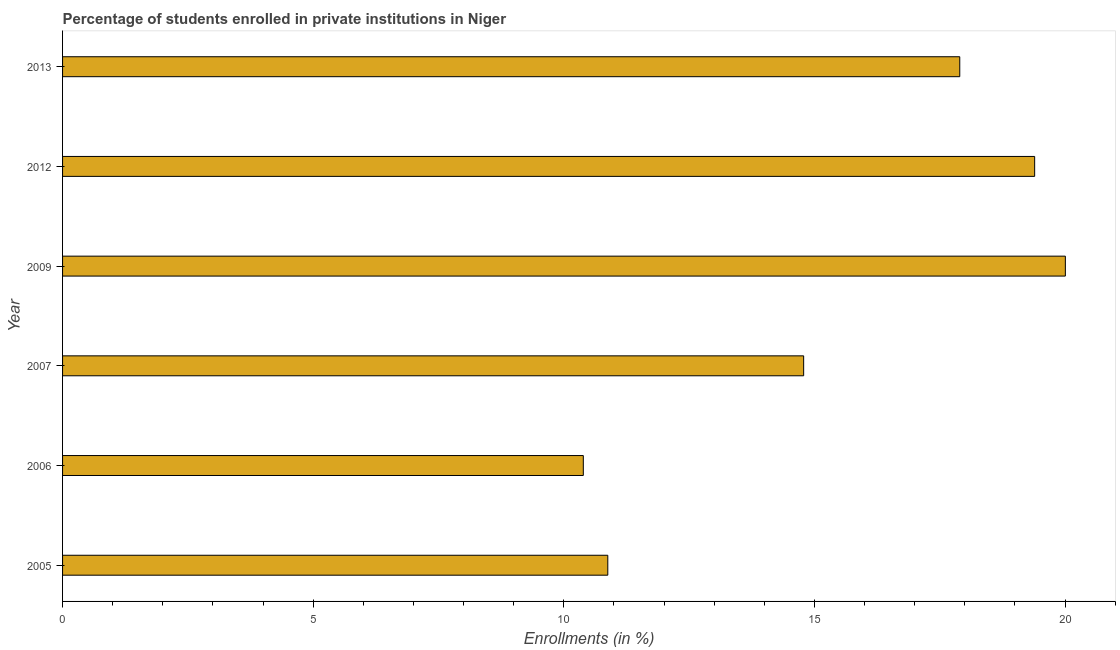 Percentage of students enrolled in private institutions in Niger
2013
2012
2009
2007
2006
2005
Year
0 5 10 15 20
Enrollments (in %)